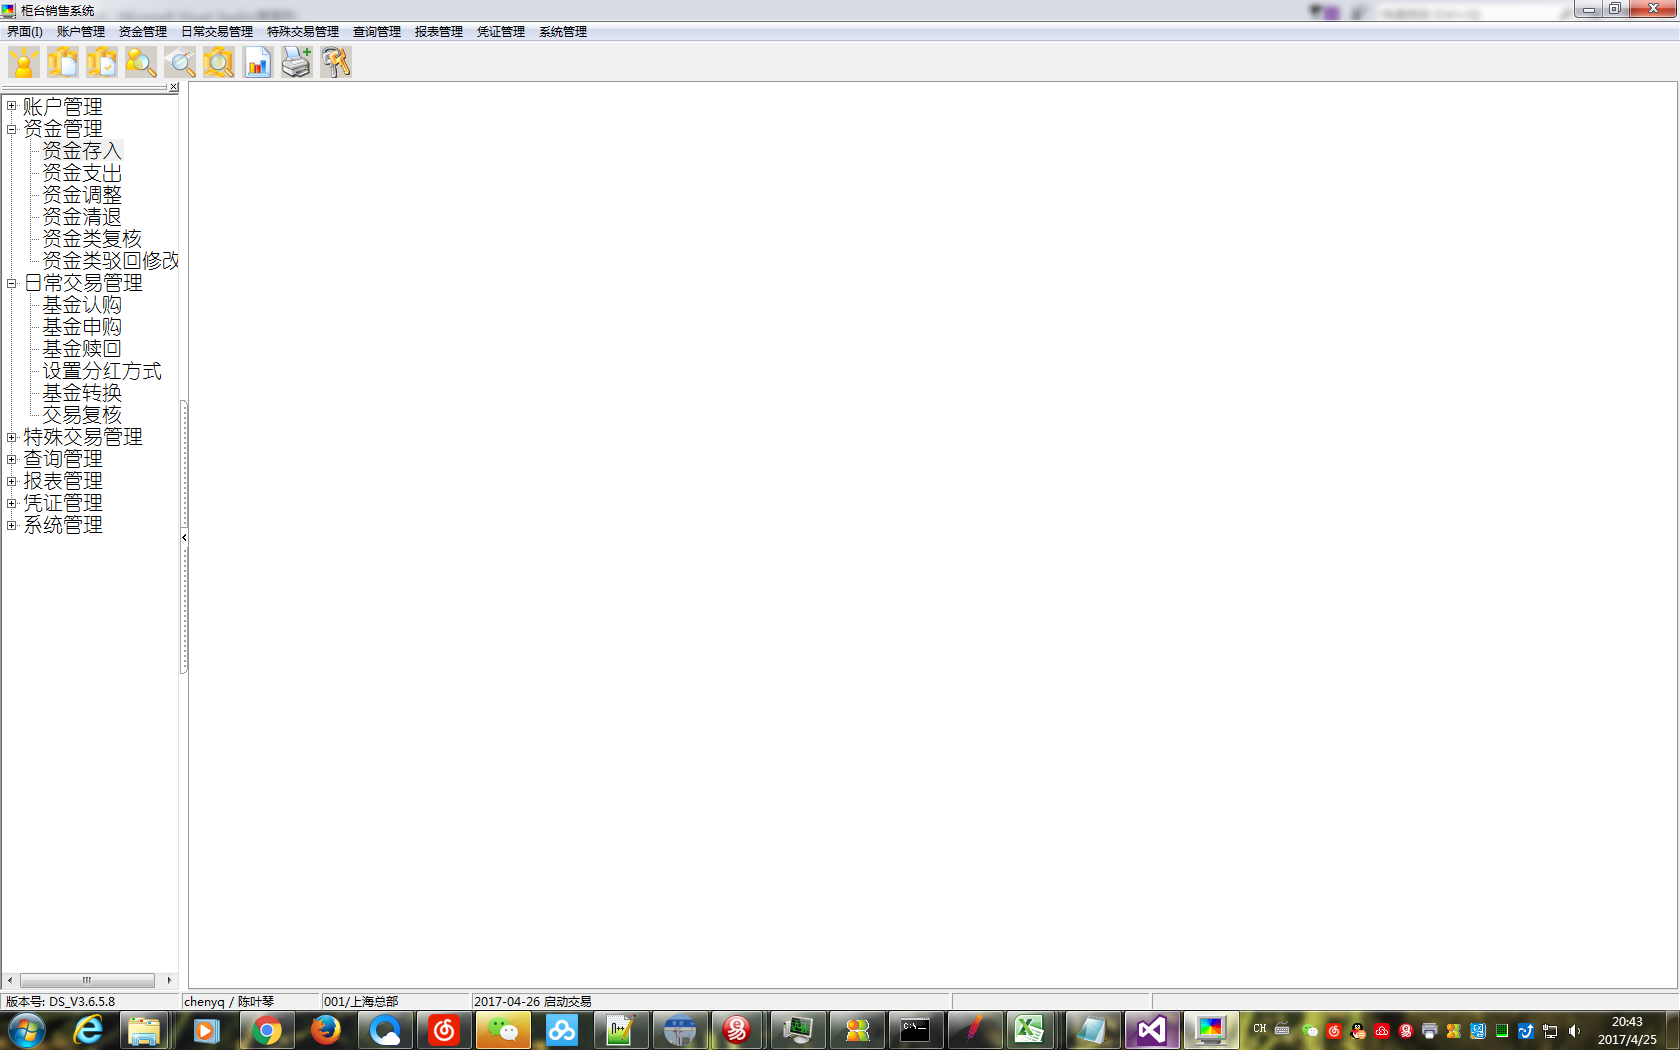 柜台销售系统
界面(I) 账户管理 资金管理 日常交易管理 特殊交易管理 查询管理 报表管理 凭证管理 系统管理
账户管理
资金管理
资金存入
资金支出
资金调整
资金清退
资金类复核
资金类驳回修改
日常交易管理
基金认购
基金申购
基金赎回
设置分红方式
基金转换
交易复核
特殊交易管理
查询管理
报表管理
凭证管理
系统管理
版本号: DS_V3.6.5.8 chenyq / 陈叶琴 001/上海总部 2017-04-26 启动交易
CH 20:43
2017/4/25